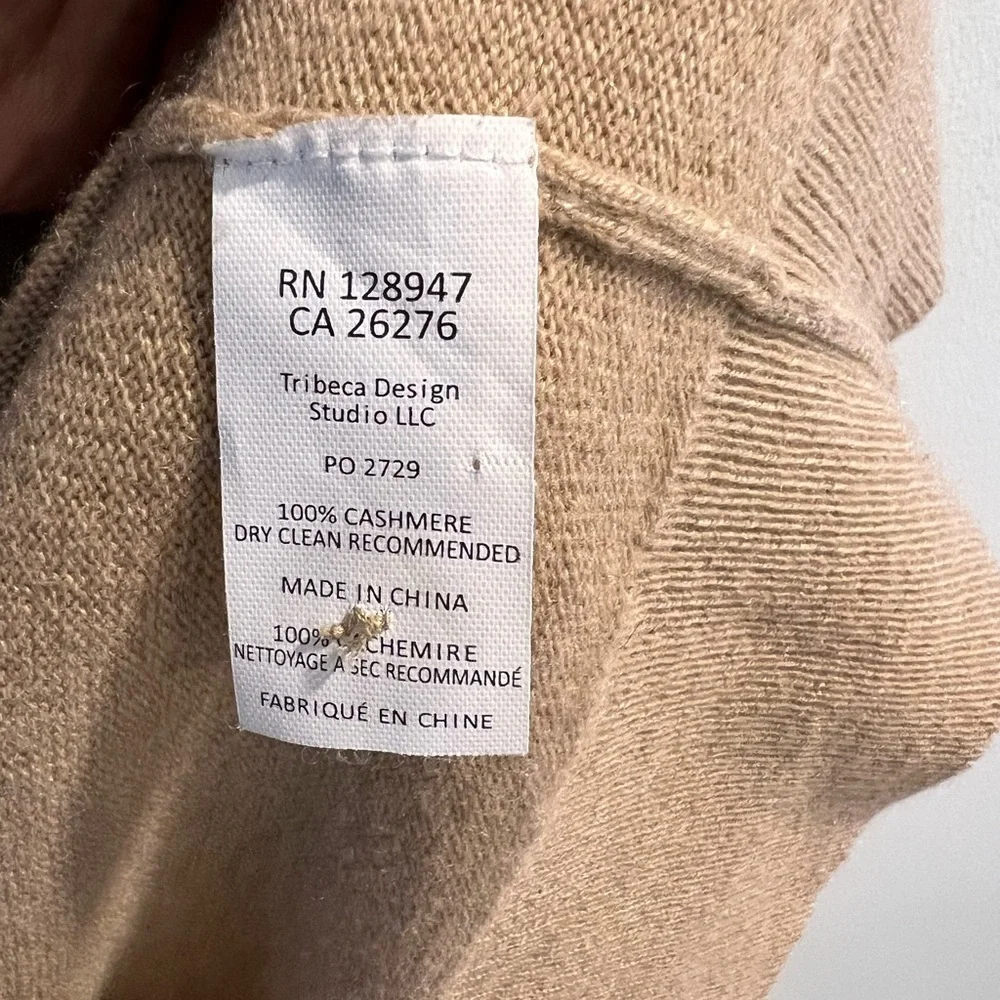 RN 128947
CA 26276
Tribeca Design
Studio LLC
PO 2729
100% CASHMERE
DRY CLEAN RECOMMENDED
MADE IN CHINA
100% CHEMIRE
NETTOYAGE A SEC RECOMMANDÉ
FABRIQUÉ EN CHINE